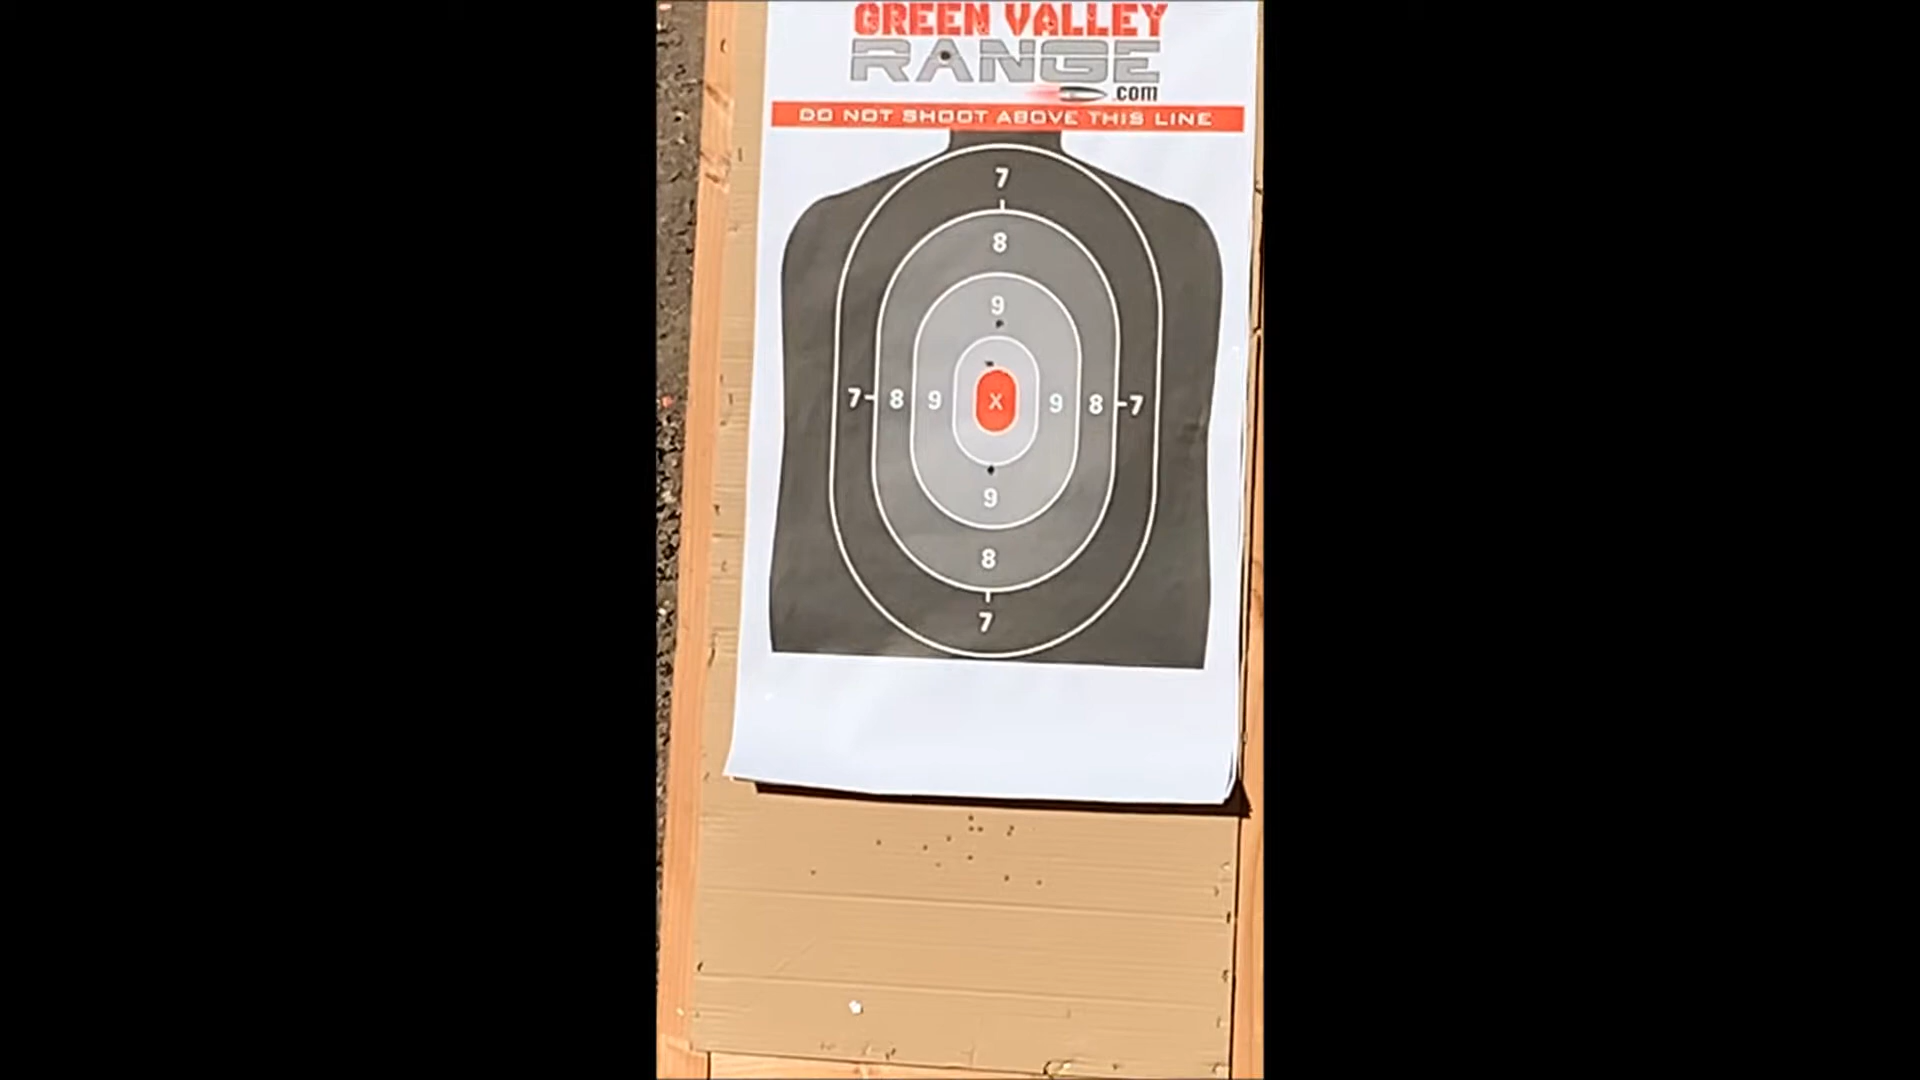 GREEN VALLEY
RANGE
.com
DO NOT SHOOT ABOVE THIS LINE
7
8
9
7 8 9 X 9 8 7
9
8
7